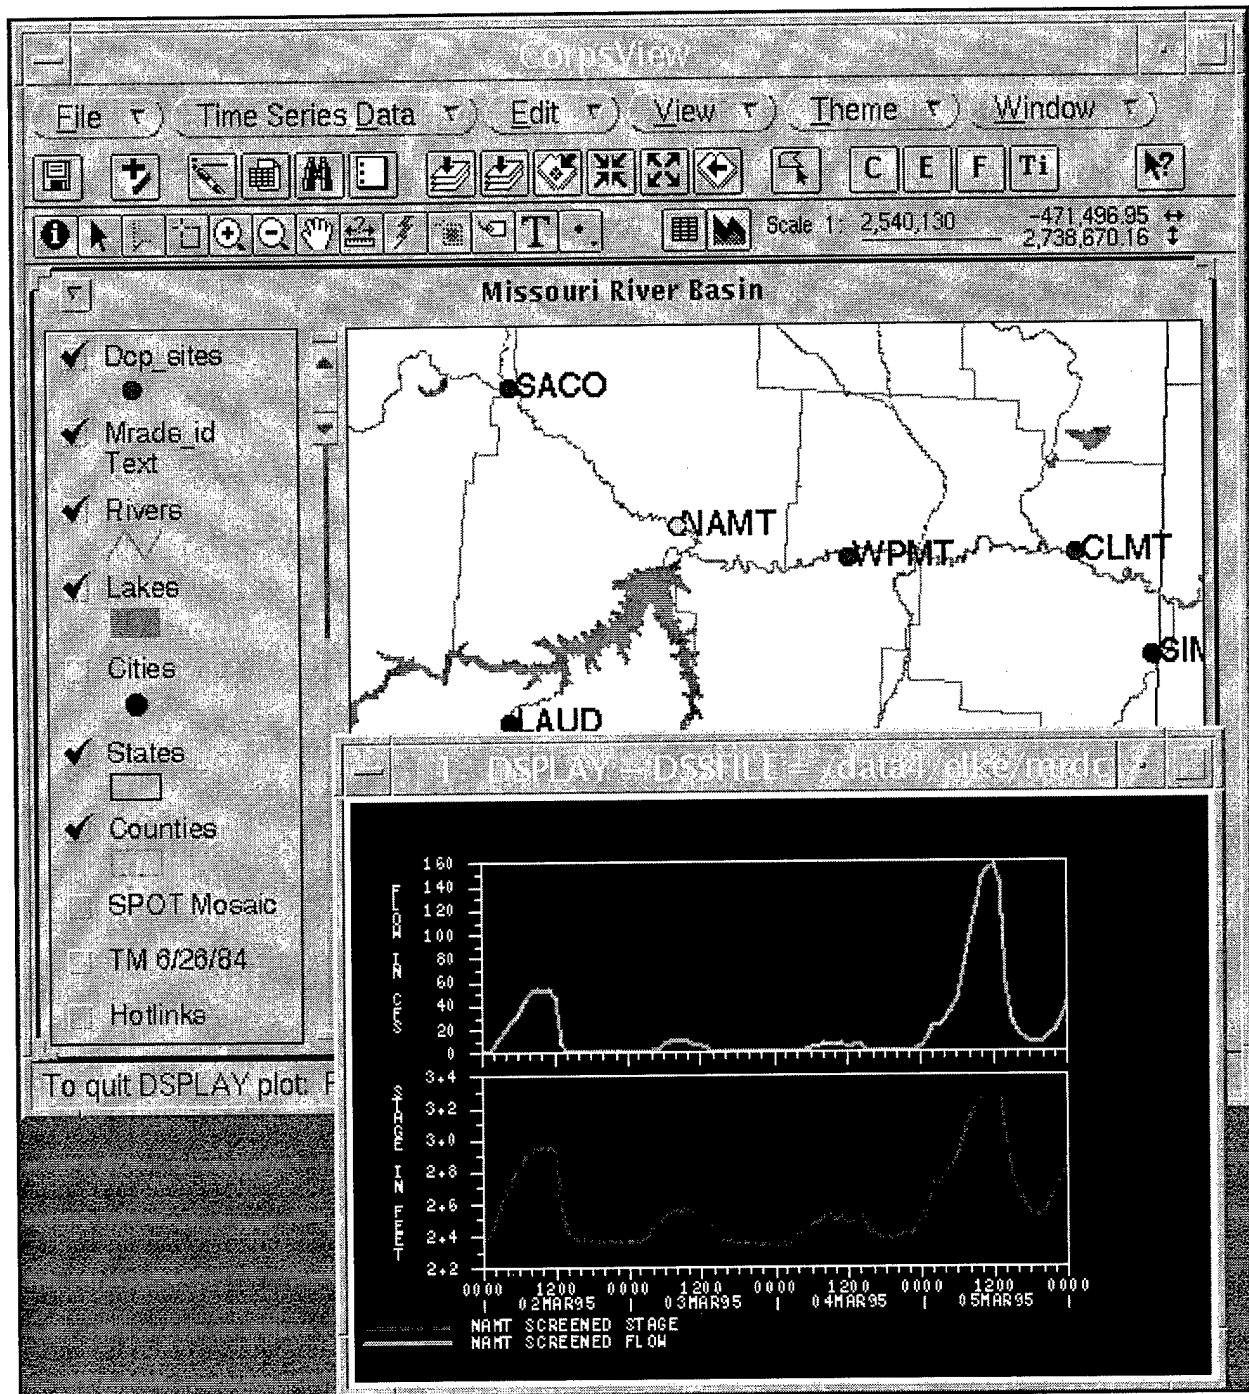 CorpsView
File Time Series Data Edit View Theme Window
C E F Ti ?
i ? T Scale 1: 2,540,130 -471,496.95
2,738,670.16
Missouri River Basin
Dcp_sites
Mrads_id
Text
Rivers
Lakes
Cities
States
Counties
SPOT Mosaic
TM 6/26/84
Hotlinks
SACO
NAMT
WPMT
CLMT
SIM
LAUD
To quit DSPLAY plot:
DSPLAY -- DSSFILE = /data1/
FLOW IN CFS
160
140
120
100
80
60
40
20
0
STAGE IN FEET
3.4
3.2
3.0
2.8
2.6
2.4
2.2
0000 1200 0000 1200 0000 1200 0000 1200 0000
02MAR95 03MAR95 04MAR95 05MAR95
NAMT SCREENED STAGE
NAMT SCREENED FLOW